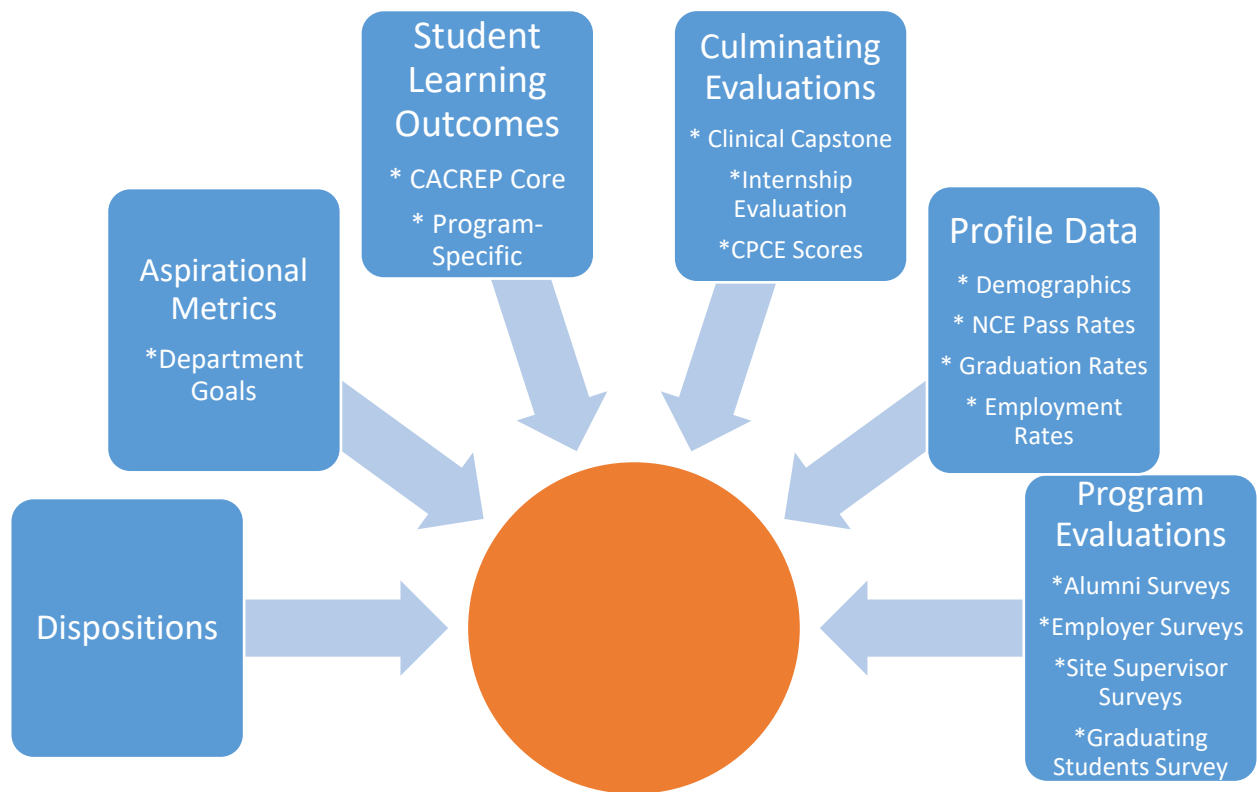 Dispositions
Aspirational
Metrics
*Department
Goals
Student
Learning
Outcomes
* CACREP Core
* Program-
Specific
Culminating
Evaluations
* Clinical Capstone
*Internship
Evaluation
*CPCE Scores
Profile Data
* Demographics
* NCE Pass Rates
* Graduation Rates
* Employment
Rates
Program
Evaluations
*Alumni Surveys
*Employer Surveys
*Site Supervisor
Surveys
*Graduating
Students Survey